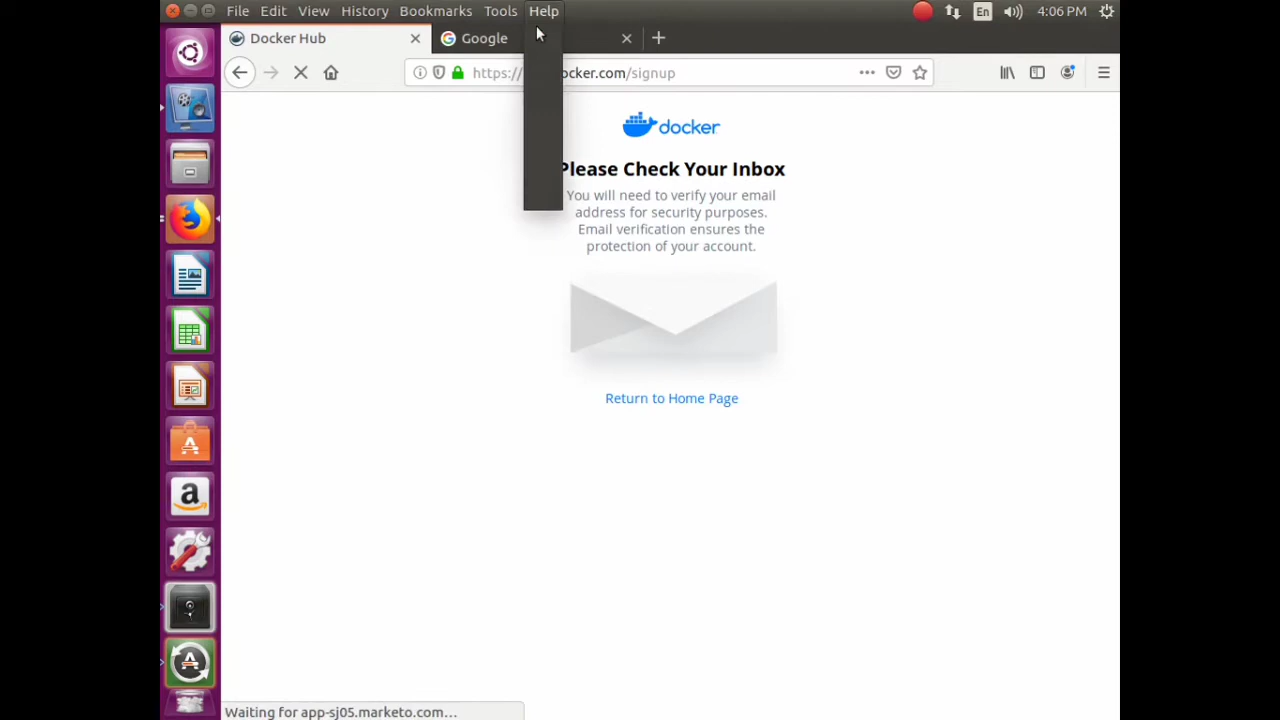 File Edit View History Bookmarks Tools Help
En 4:06 PM
Docker Hub
Google
https://
ocker.com/signup
docker
Please Check Your Inbox
You will need to verify your email
address for security purposes.
Email verification ensures the
protection of your account.
Return to Home Page
Waiting for app-sj05.marketo.com…